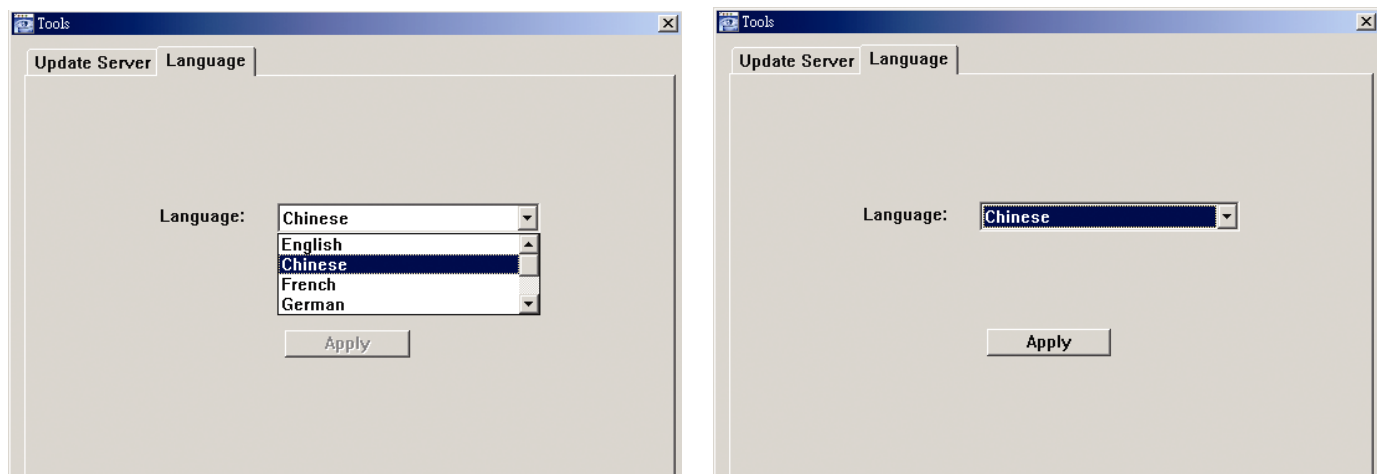 Tools
Update Server Language
Language: Chinese
English
Chinese
French
German
Apply
Tools
Update Server Language
Language: Chinese
Apply